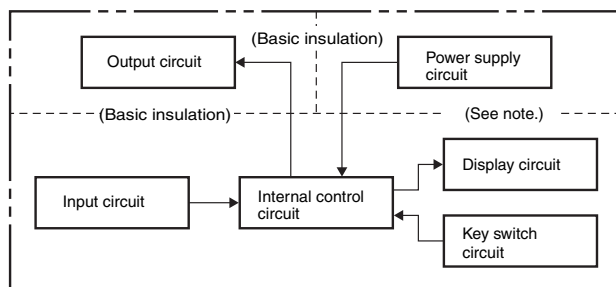 (Basic insulation)
Output circuit
Power supply
circuit
(Basic insulation)
(See note.)
Display circuit
Input circuit
Internal control
circuit
Key switch
circuit